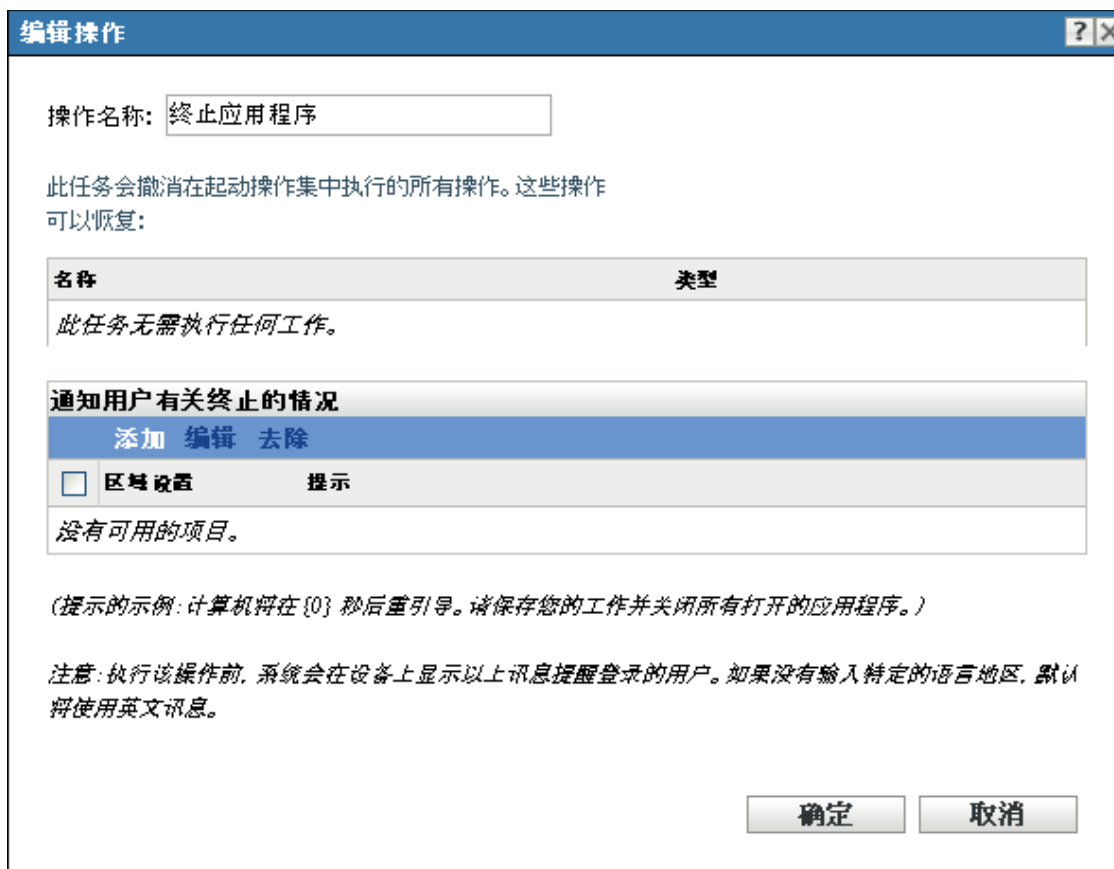 编辑操作
?
操作名称: 终止应用程序
此任务会撤消在起动操作集中执行的所有操作。这些操作
可以恢复:
名称 类型
此任务无需执行任何工作。
通知用户有关终止的情况
添加 编辑 去除
区域设置 提示
没有可用的项目。
(提示的示例: 计算机将在 {0} 秒后重引导。请保存您的工作并关闭所有打开的应用程序。)
注意: 执行该操作前, 系统会在设备上显示以上讯息提醒登录的用户。如果没有输入特定的语言地区, 默认
将使用英文讯息。
确定 取消